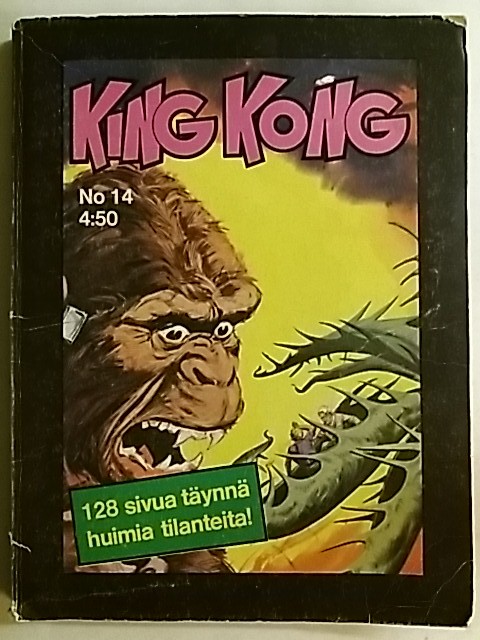 KING KONG
No 14
4:50
128 sivua täynnä
huimia tilanteita!